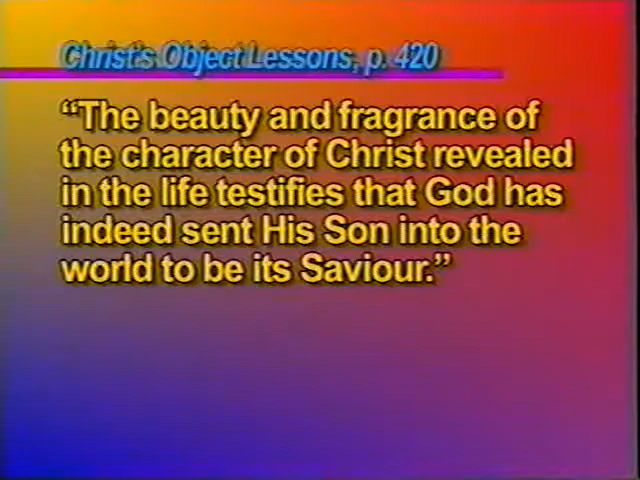 Christ's Object Lessons, p. 420
“The beauty and fragrance of
the character of Christ revealed
in the life testifies that God has
indeed sent His Son into the
world to be its Saviour.”